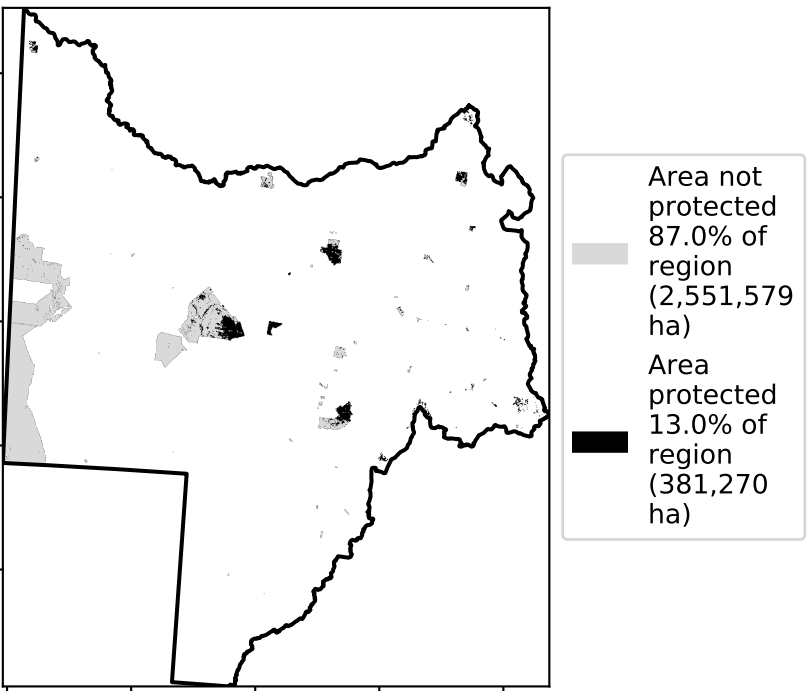 Area not
protected
87.0% of
region
(2,551,579
ha)
Area
protected
13.0% of
region
(381,270
ha)